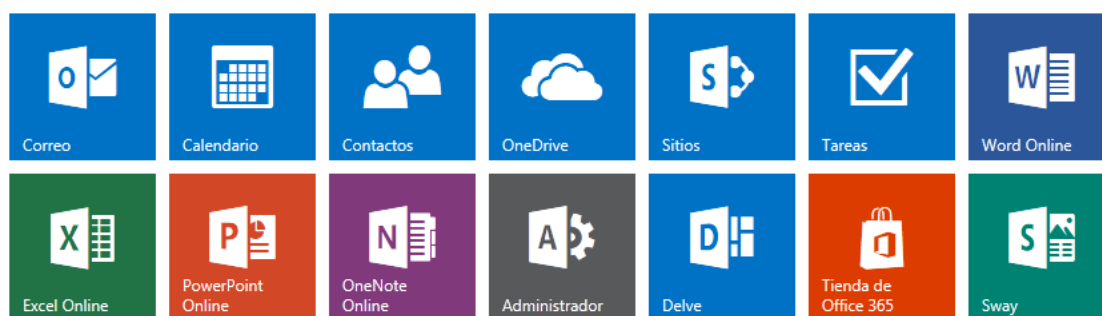 O
S
W
Correo
Calendario
Contactos
OneDrive
Sitios
Tareas
Word Online
X
P
N
A
D
S
Excel Online
PowerPoint
Online
OneNote
Online
Administrador
Delve
Tienda de
Office 365
Sway